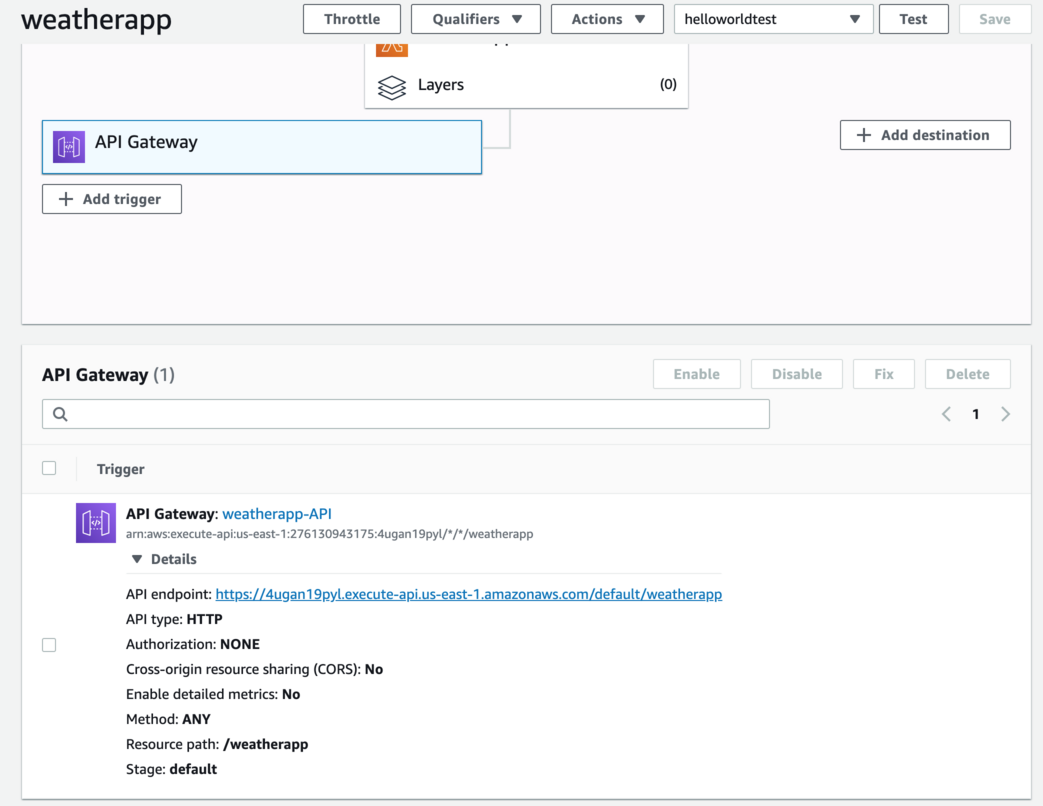 weatherapp
Throttle
Qualifiers
Actions
helloworldtest
Test
Save
Layers
(0)
API Gateway
Add destination
Add trigger
API Gateway (1)
Enable
Disable
Fix
Delete
1
Trigger
API Gateway: weatherapp-API
arn:aws:execute-api:us-east-1:276130943175:4ugan19pyl/*/*/weatherapp
Details
API endpoint: https://4ugan19pyl.execute-api.us-east-1.amazonaws.com/default/weatherapp
API type: HTTP
Authorization: NONE
Cross-origin resource sharing (CORS): No
Enable detailed metrics: No
Method: ANY
Resource path: /weatherapp
Stage: default